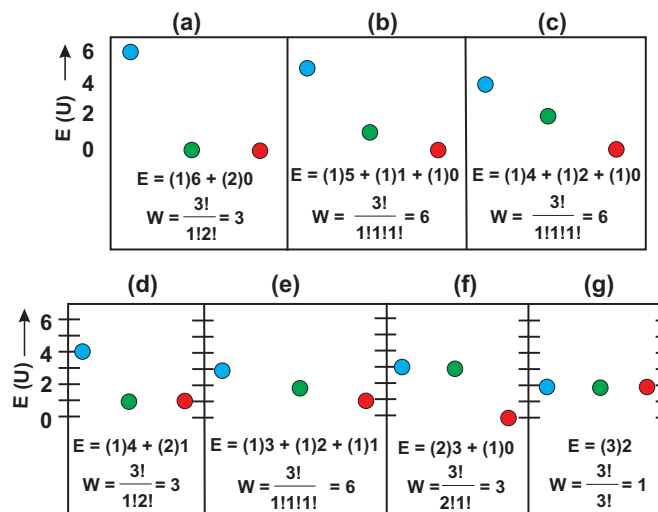 (a) (b) (c)
E (U)
6
4
2
0
E = (1)6 + (2)0
W = 3!/1!2! = 3
E = (1)5 + (1)1 + (1)0
W = 3!/1!1!1! = 6
E = (1)4 + (1)2 + (1)0
W = 3!/1!1!1! = 6
(d) (e) (f) (g)
E (U)
6
4
2
0
E = (1)4 + (2)1
W = 3!/1!2! = 3
E = (1)3 + (1)2 + (1)1
W = 3!/1!1!1! = 6
E = (2)3 + (1)0
W = 3!/2!1! = 3
E = (3)2
W = 3!/3! = 1